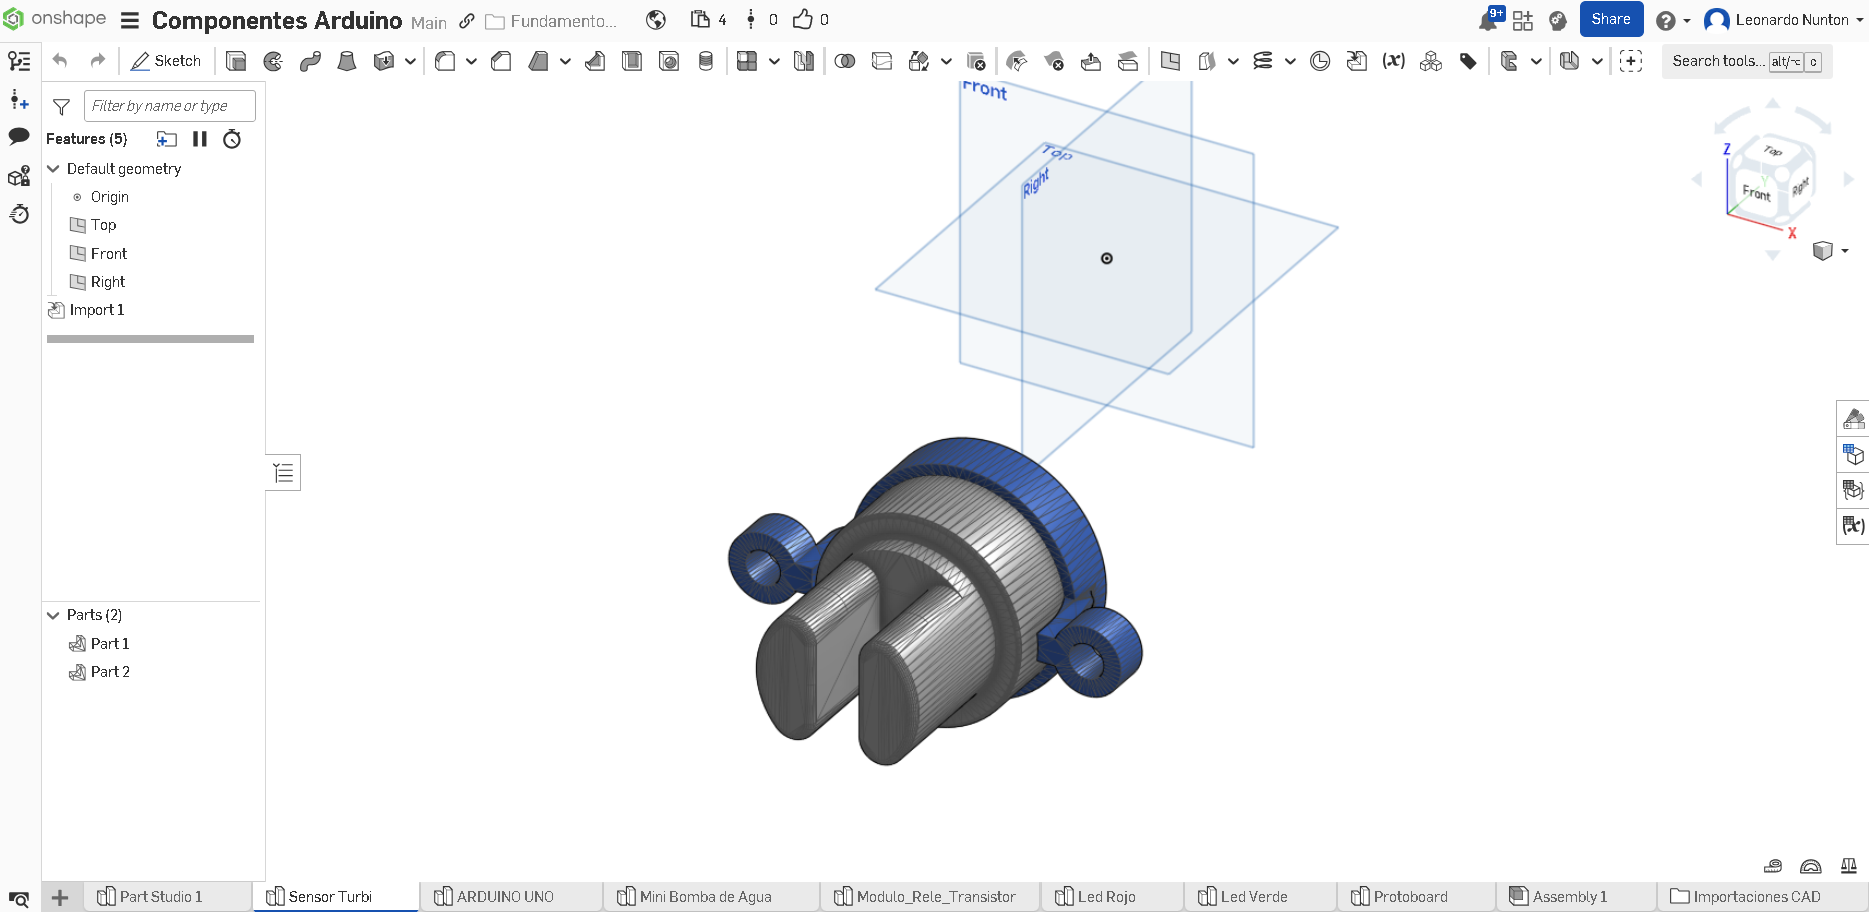 onshape
Componentes Arduino
Main
Fundamento...
4
0
0
9+
Share
Leonardo Nunton
Sketch
Search tools...
alt/⌥
c
Filter by name or type
Features (5)
Default geometry
Origin
Top
Front
Right
Import 1
Front
Top
Right
Z
Top
Y
Front
Right
X
Parts (2)
Part 1
Part 2
Part Studio 1
Sensor Turbi
ARDUINO UNO
Mini Bomba de Agua
Modulo_Rele_Transistor
Led Rojo
Led Verde
Protoboard
Assembly 1
Importaciones CAD